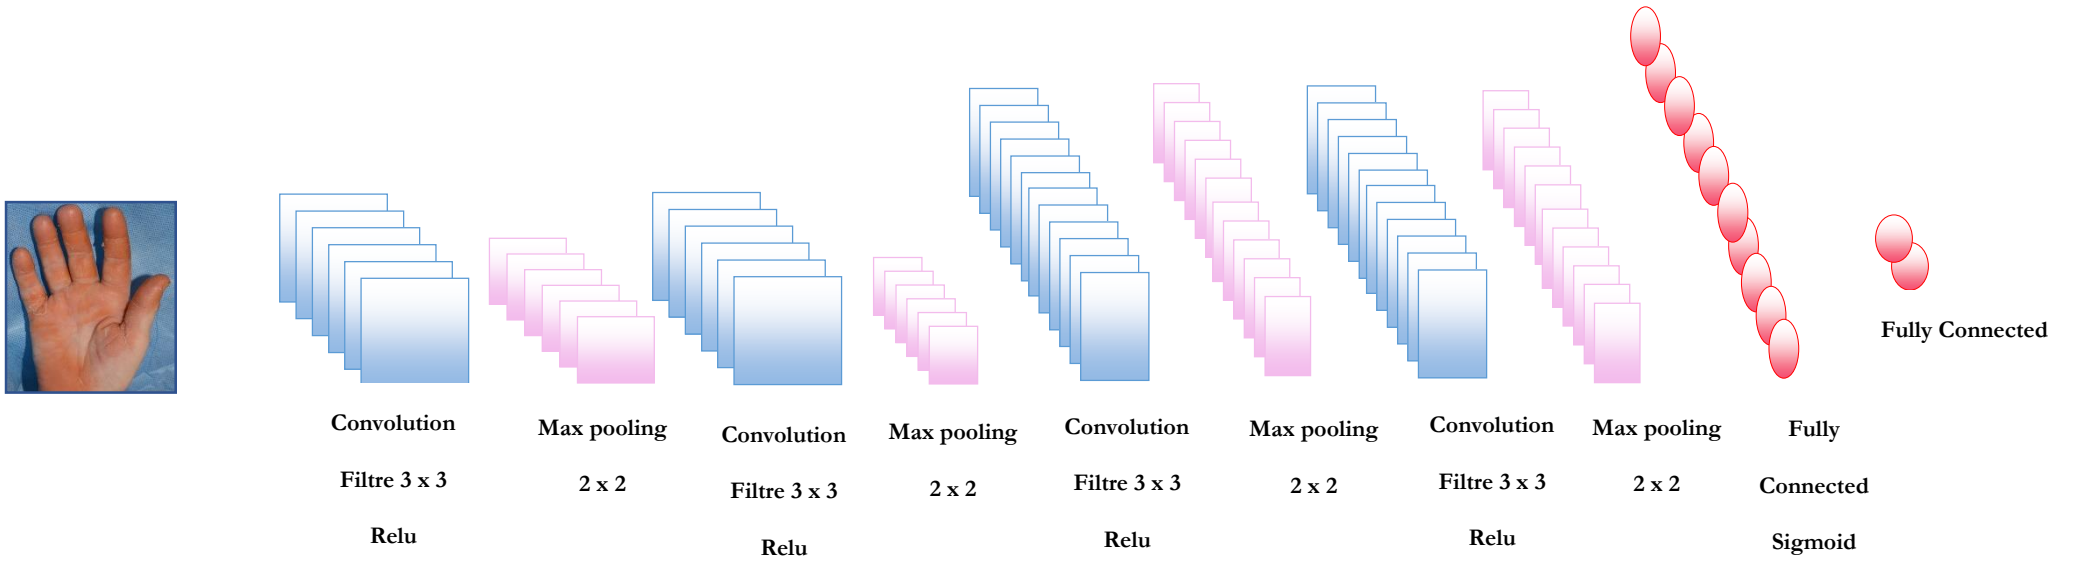 Convolution
Filtre 3 x 3
Relu
Max pooling
2 x 2
Convolution
Filtre 3 x 3
Relu
Max pooling
2 x 2
Convolution
Filtre 3 x 3
Relu
Max pooling
2 x 2
Convolution
Filtre 3 x 3
Relu
Max pooling
2 x 2
Fully
Connected
Sigmoid
Fully Connected